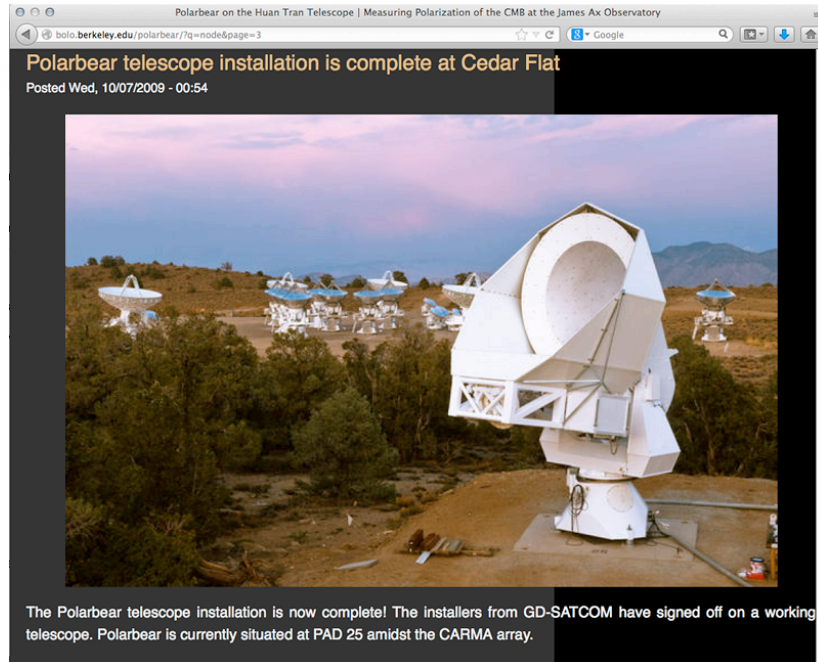 Polarbear on the Huan Tran Telescope | Measuring Polarization of the CMB at the James Ax Observatory
bolo.berkeley.edu/polarbear/?q=node&page=3
Google
Polarbear telescope installation is complete at Cedar Flat
Posted Wed, 10/07/2009 - 00:54
The Polarbear telescope installation is now complete! The installers from GD-SATCOM have signed off on a working
telescope. Polarbear is currently situated at PAD 25 amidst the CARMA array.